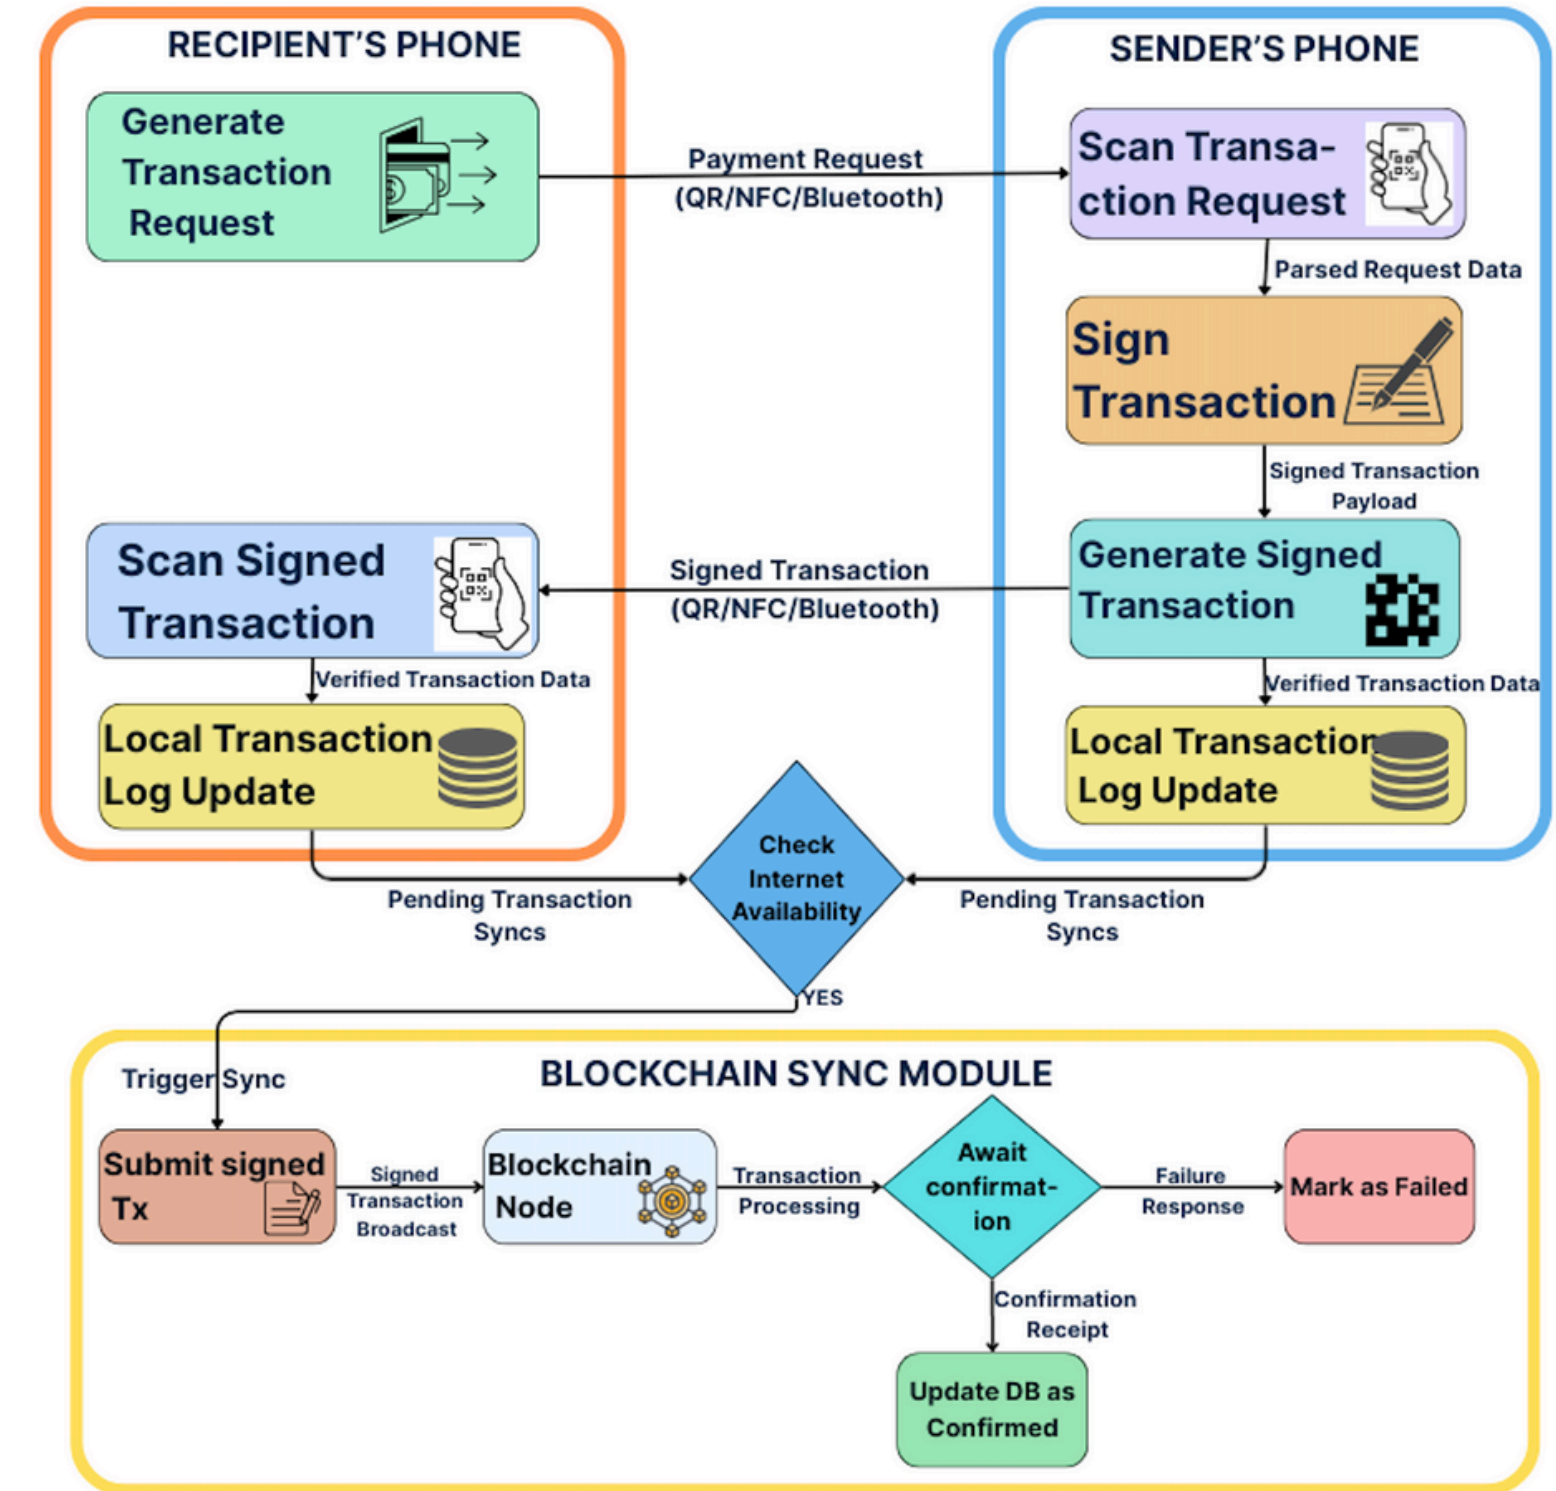 RECIPIENT'S PHONE
SENDER'S PHONE
Generate
Transaction
Request
Payment Request
(QR/NFC/Bluetooth)
Scan Transa-
ction Request
Parsed Request Data
Sign
Transaction
Signed Transaction
Payload
Scan Signed
Transaction
Signed Transaction
(QR/NFC/Bluetooth)
Generate Signed
Transaction
Verified Transaction Data
Verified Transaction Data
Local Transaction
Log Update
Local Transaction
Log Update
Check
Internet
Availability
Pending Transaction
Syncs
Pending Transaction
Syncs
YES
BLOCKCHAIN SYNC MODULE
Trigger Sync
Submit signed
Tx
Signed
Transaction
Broadcast
Blockchain
Node
Transaction
Processing
Await
confirmat-
ion
Failure
Response
Mark as Failed
Confirmation
Receipt
Update DB as
Confirmed